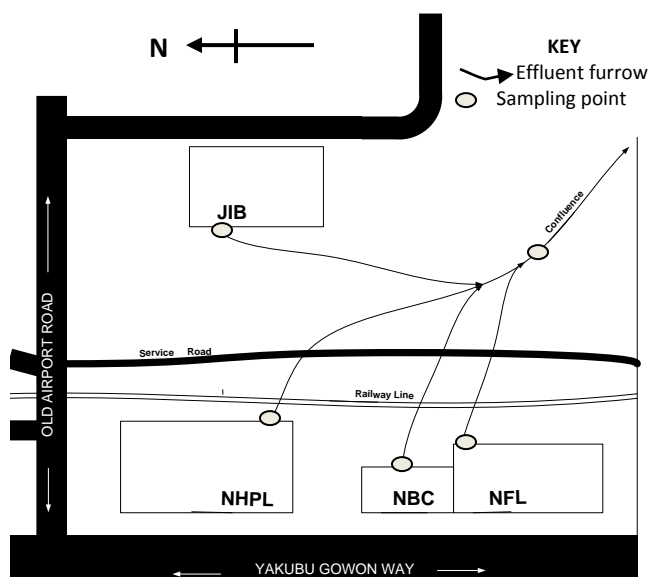 N
KEY
Effluent furrow
Sampling point
JIB
Confluence
OLD AIRPORT ROAD
Service Road
Railway Line
NHPL
NBC
NFL
YAKUBU GOWON WAY